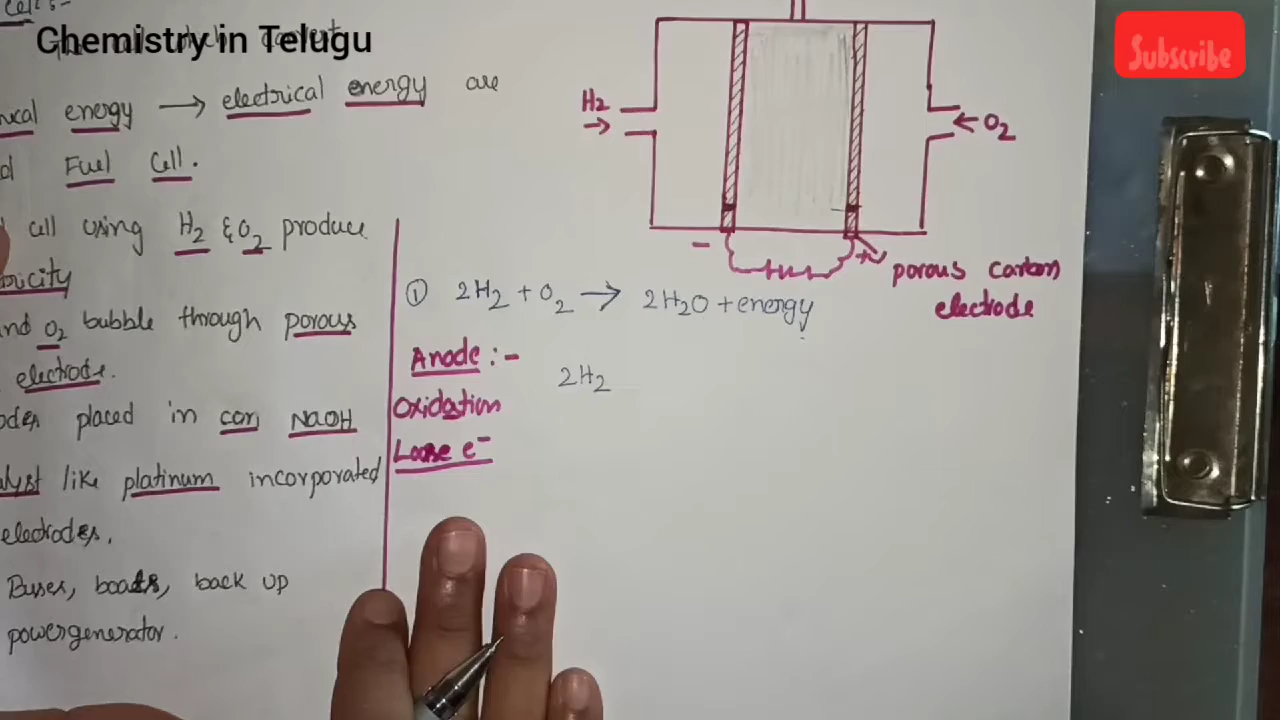 Cells:-
Chemistry in Telugu
Subscribe
energy → electrical energy are
Fuel Cell.
cell using H2 & O2 produce
and O2 bubble through porous
electrode.
placed in con NaOH
like platinum incorporated
electrodes.
Buses, boats, back up
powergenerator.
H2
→
← O2
-
+
porous carbon
electrode
① 2H2 + O2 → 2H2O + energy
Anode :-
2H2
Oxidation
Loose e-